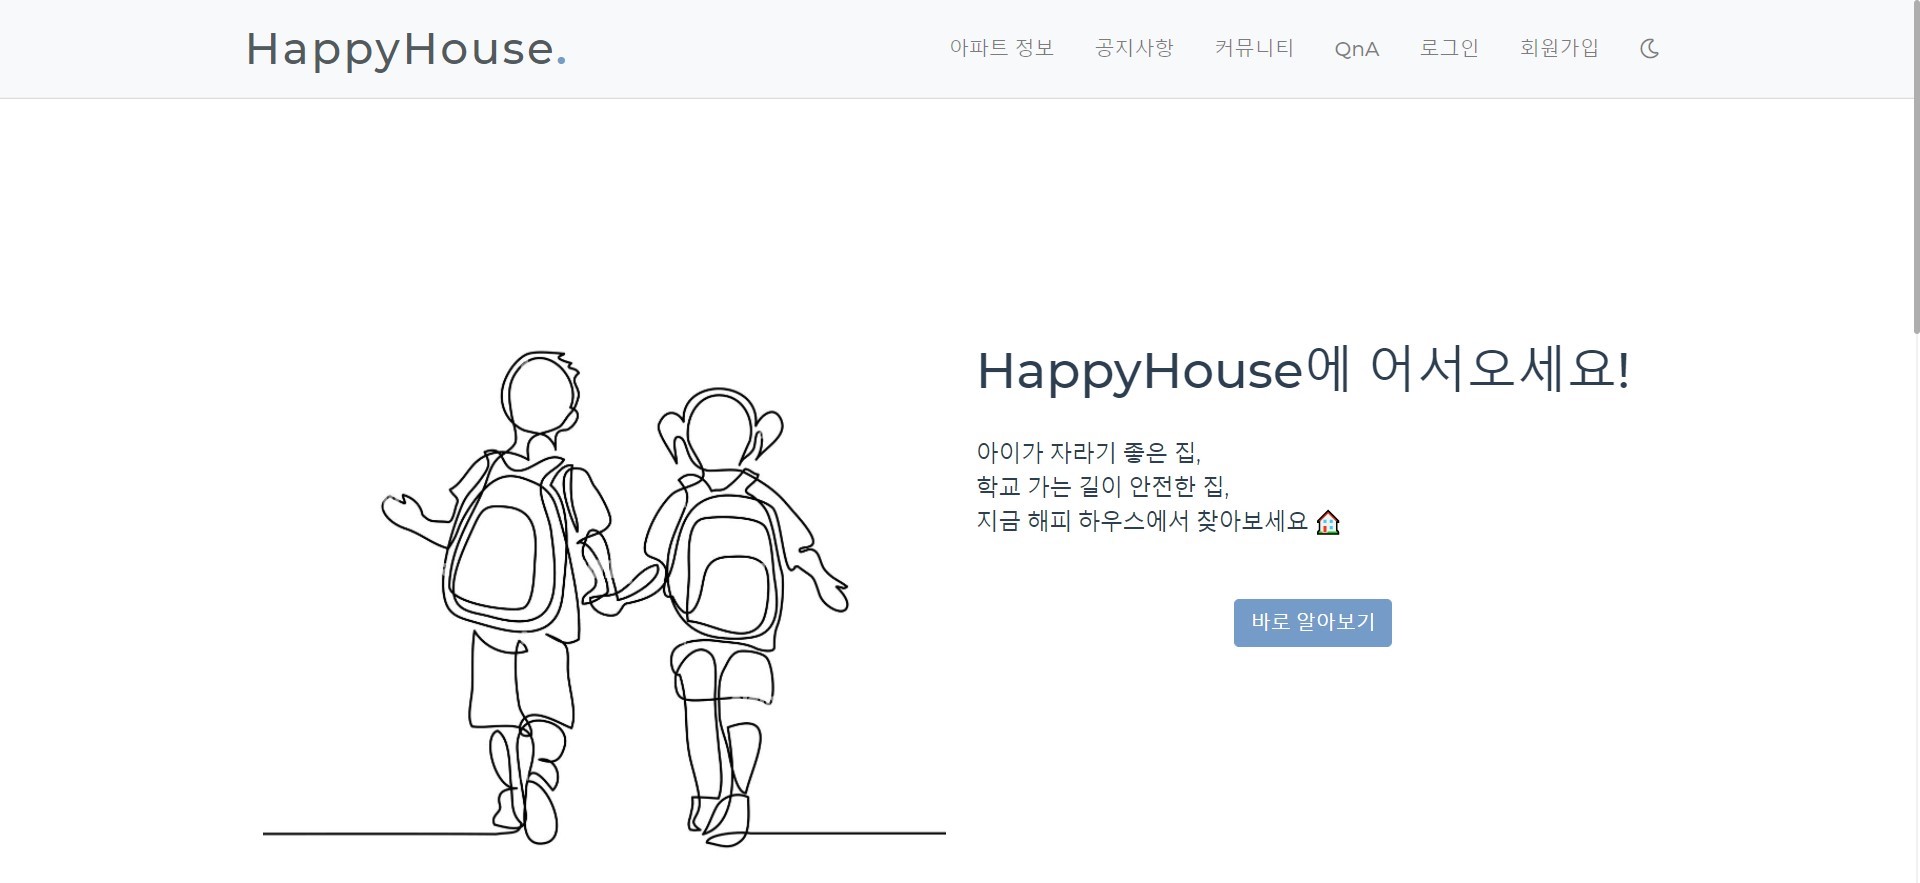 HappyHouse.
아파트 정보 공지사항 커뮤니티 QnA 로그인 회원가입
HappyHouse에 어서오세요!
아이가 자라기 좋은 집,
학교 가는 길이 안전한 집,
지금 해피 하우스에서 찾아보세요 🏠
바로 알아보기